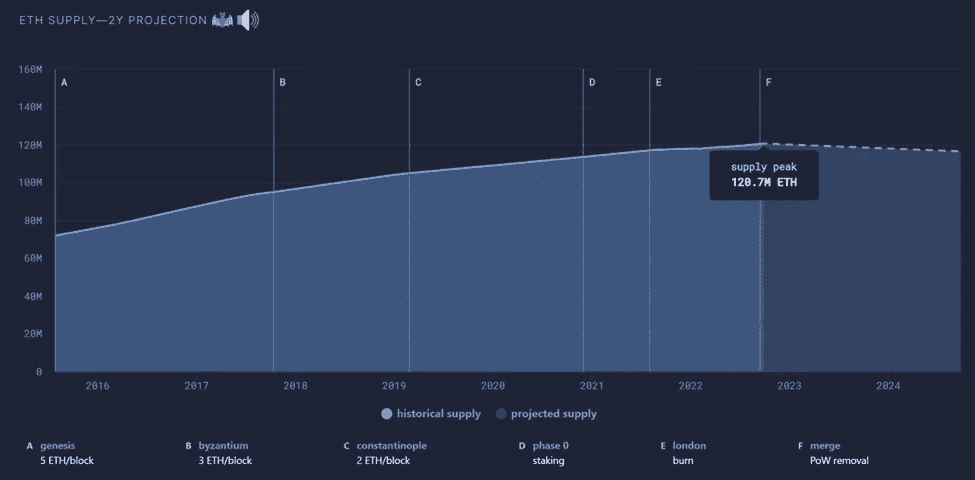 ETH SUPPLY—2Y PROJECTION
160M
140M
120M
100M
80M
60M
40M
20M
0
A
B
C
D
E
F
supply peak
120.7M ETH
2016
2017
2018
2019
2020
2021
2022
2023
2024
historical supply
projected supply
A genesis
5 ETH/block
B byzantium
3 ETH/block
C constantinople
2 ETH/block
D phase 0
staking
E london
burn
F merge
PoW removal